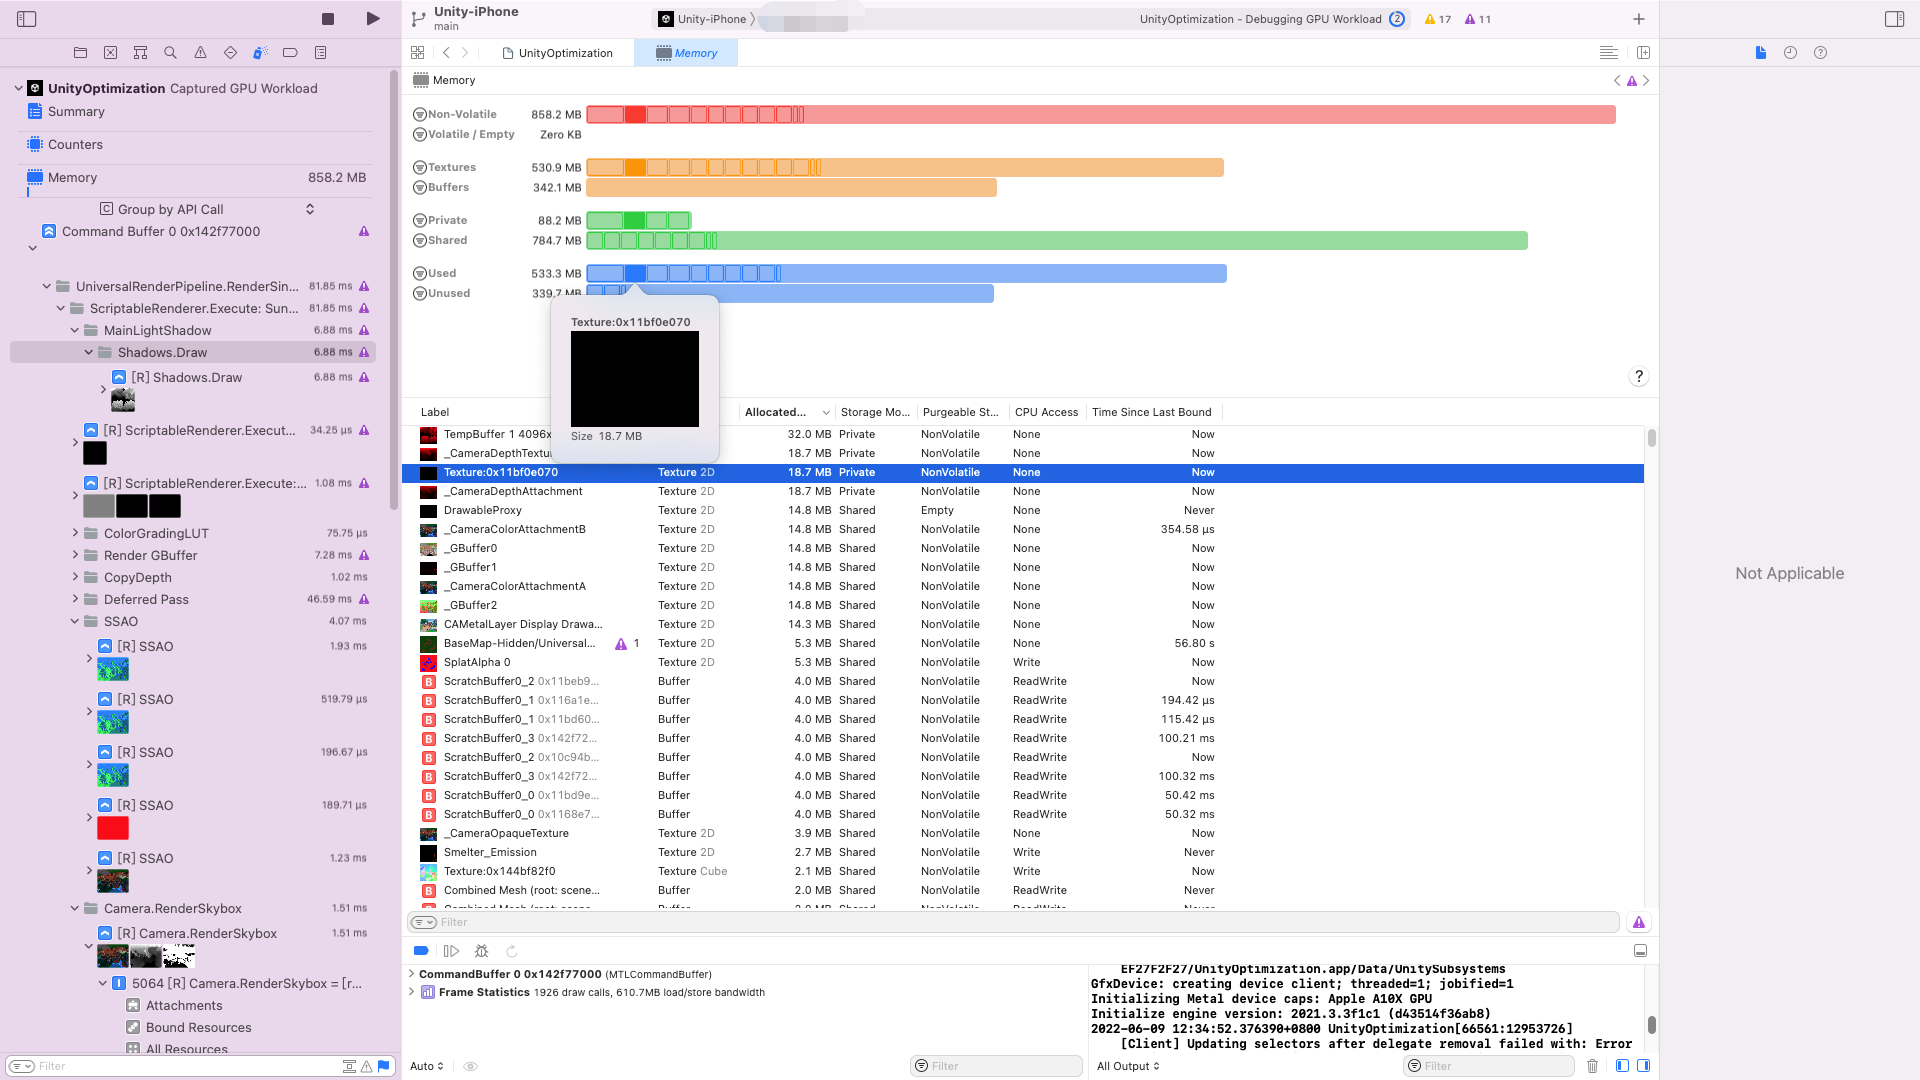 Unity-iPhone
main
Unity-iPhone
UnityOptimization - Debugging GPU Workload 2
17
11
UnityOptimization
Memory
Memory
UnityOptimization Captured GPU Workload
Summary
Counters
Memory 858.2 MB
Group by API Call
Command Buffer 0 0x142f77000
UniversalRenderPipeline.RenderSin... 81.85 ms
ScriptableRenderer.Execute: Sun... 81.85 ms
MainLightShadow 6.88 ms
Shadows.Draw 6.88 ms
[R] Shadows.Draw 6.88 ms
[R] ScriptableRenderer.Execut... 34.25 µs
[R] ScriptableRenderer.Execute:... 1.08 ms
ColorGradingLUT 75.75 µs
Render GBuffer 7.28 ms
CopyDepth 1.02 ms
Deferred Pass 46.59 ms
SSAO 4.07 ms
[R] SSAO 1.93 ms
[R] SSAO 519.79 µs
[R] SSAO 196.67 µs
[R] SSAO 189.71 µs
[R] SSAO 1.23 ms
Camera.RenderSkybox 1.51 ms
[R] Camera.RenderSkybox 1.51 ms
5064 [R] Camera.RenderSkybox = [r...
Attachments
Bound Resources
All Resources
Filter
Non-Volatile 858.2 MB
Volatile / Empty Zero KB
Textures 530.9 MB
Buffers 342.1 MB
Private 88.2 MB
Shared 784.7 MB
Used 533.3 MB
Unused 339.7 MB
Texture:0x11bf0e070
Size 18.7 MB
?
Label Allocated... Storage Mo... Purgeable St... CPU Access Time Since Last Bound
TempBuffer 1 4096x 32.0 MB Private NonVolatile None Now
_CameraDepthTextu 18.7 MB Private NonVolatile None Now
Texture:0x11bf0e070 Texture 2D 18.7 MB Private NonVolatile None Now
_CameraDepthAttachment Texture 2D 18.7 MB Private NonVolatile None Now
DrawableProxy Texture 2D 14.8 MB Shared Empty None Never
_CameraColorAttachmentB Texture 2D 14.8 MB Shared NonVolatile None 354.58 µs
_GBuffer0 Texture 2D 14.8 MB Shared NonVolatile None Now
_GBuffer1 Texture 2D 14.8 MB Shared NonVolatile None Now
_CameraColorAttachmentA Texture 2D 14.8 MB Shared NonVolatile None Now
_GBuffer2 Texture 2D 14.8 MB Shared NonVolatile None Now
CAMetalLayer Display Drawa... Texture 2D 14.3 MB Shared NonVolatile None Now
BaseMap-Hidden/Universal... 1 Texture 2D 5.3 MB Shared NonVolatile None 56.80 s
SplatAlpha 0 Texture 2D 5.3 MB Shared NonVolatile Write Now
B ScratchBuffer0_2 0x11beb9... Buffer 4.0 MB Shared NonVolatile ReadWrite Now
B ScratchBuffer0_1 0x116a1e... Buffer 4.0 MB Shared NonVolatile ReadWrite 194.42 µs
B ScratchBuffer0_1 0x11bd60... Buffer 4.0 MB Shared NonVolatile ReadWrite 115.42 µs
B ScratchBuffer0_3 0x142f72... Buffer 4.0 MB Shared NonVolatile ReadWrite 100.21 ms
B ScratchBuffer0_2 0x10c94b... Buffer 4.0 MB Shared NonVolatile ReadWrite Now
B ScratchBuffer0_3 0x142f72... Buffer 4.0 MB Shared NonVolatile ReadWrite 100.32 ms
B ScratchBuffer0_0 0x11bd9e... Buffer 4.0 MB Shared NonVolatile ReadWrite 50.42 ms
B ScratchBuffer0_0 0x1168e7... Buffer 4.0 MB Shared NonVolatile ReadWrite 50.32 ms
_CameraOpaqueTexture Texture 2D 3.9 MB Shared NonVolatile None Now
Smelter_Emission Texture 2D 2.7 MB Shared NonVolatile Write Never
Texture:0x144bf82f0 Texture Cube 2.1 MB Shared NonVolatile Write Now
B Combined Mesh (root: scene... Buffer 2.0 MB Shared NonVolatile ReadWrite Never
Filter
CommandBuffer 0 0x142f77000 (MTLCommandBuffer)
Frame Statistics 1926 draw calls, 610.7MB load/store bandwidth
Auto
Filter
EF27F2F27/UnityOptimization.app/Data/UnitySubsystems
GfxDevice: creating device client; threaded=1; jobified=1
Initializing Metal device caps: Apple A10X GPU
Initialize engine version: 2021.3.3f1c1 (d43514f36ab8)
2022-06-09 12:34:52.376390+0800 UnityOptimization[66561:12953726]
[Client] Updating selectors after delegate removal failed with: Error
All Output
Filter
Not Applicable